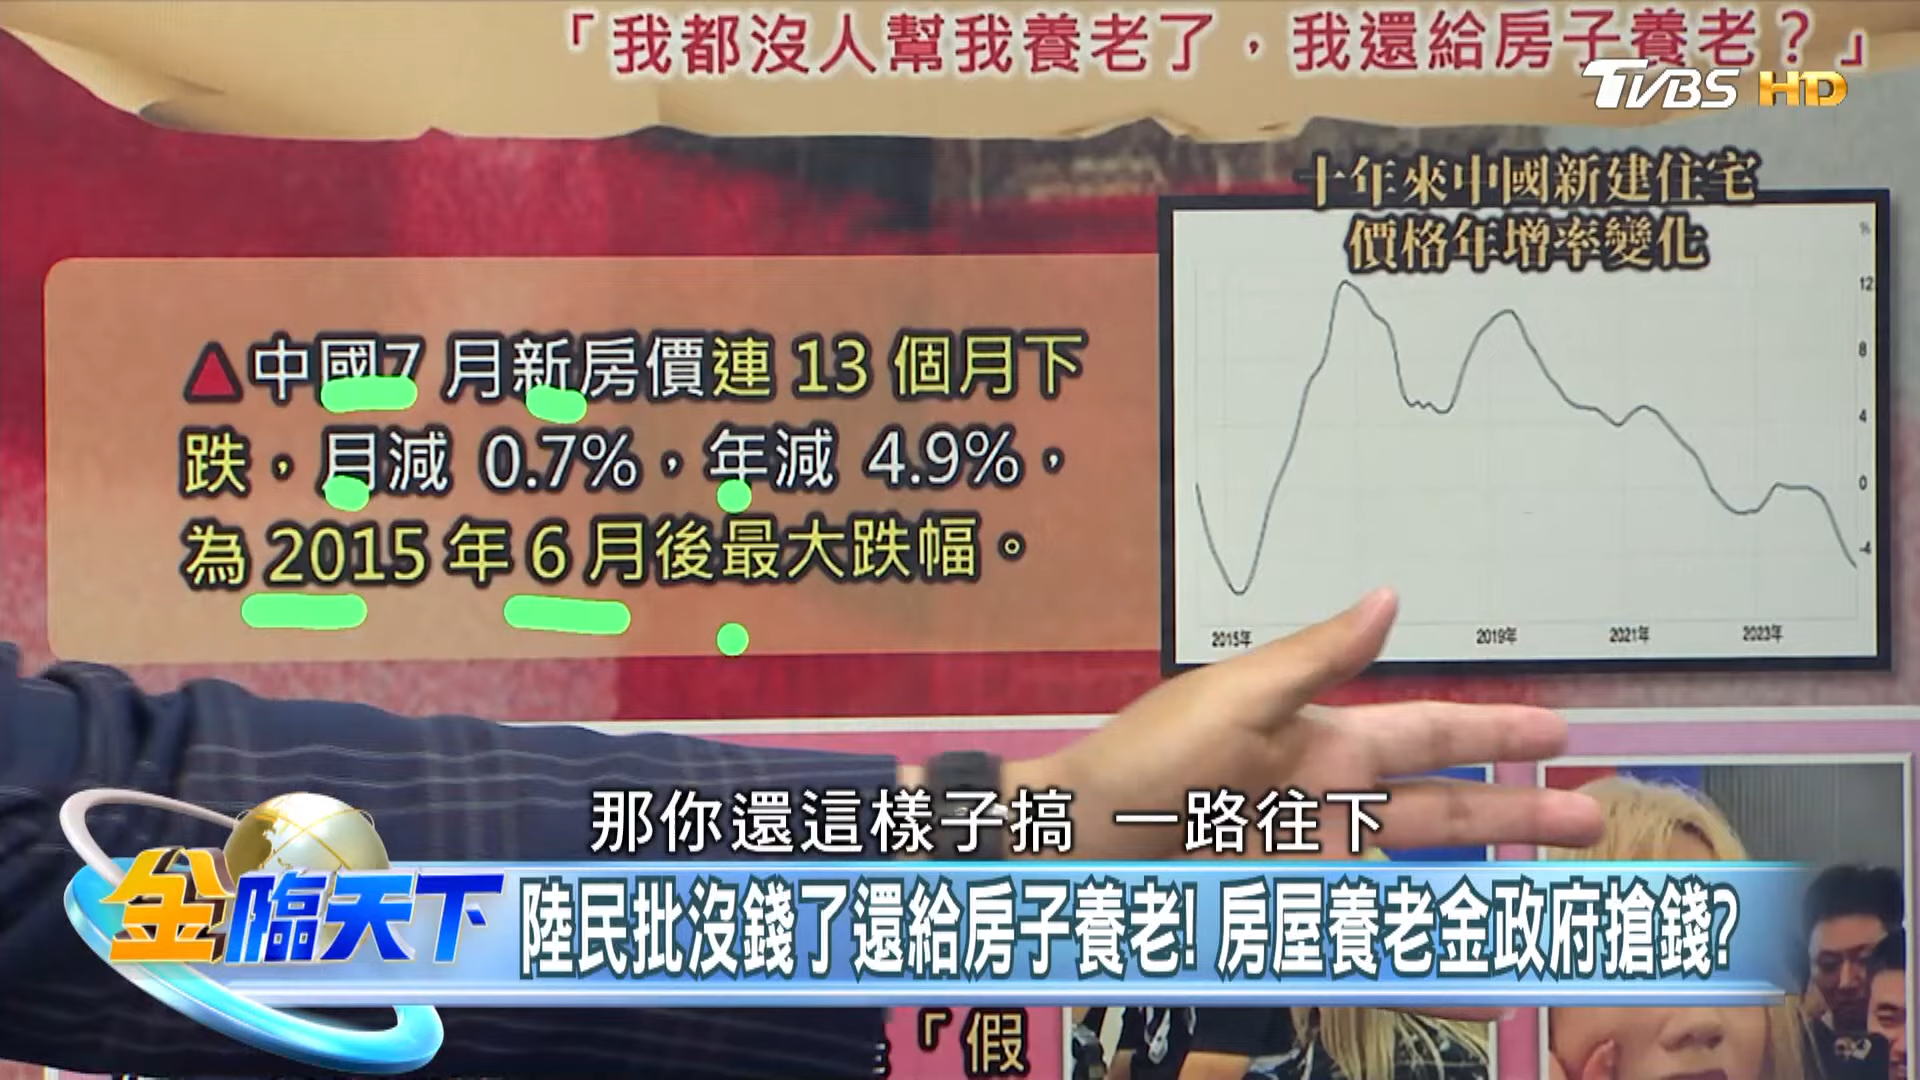 「我都沒人幫我養老了，我還給房子養老？」
TVBS HD
十年來中國新建住宅
價格年增率變化
▲中國7 月新房價連 13 個月下
跌，月減 0.7%，年減 4.9%，
為 2015 年 6 月後最大跌幅。
%
12
8
4
0
-4
2015年
2019年
2021年
2023年
那你還這樣子搞 一路往下
金臨天下
陸民批沒錢了還給房子養老! 房屋養老金政府搶錢?
「假